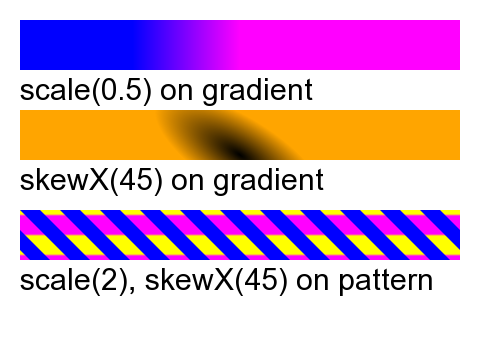 scale(0.5) on gradient
skewX(45) on gradient
scale(2), skewX(45) on pattern